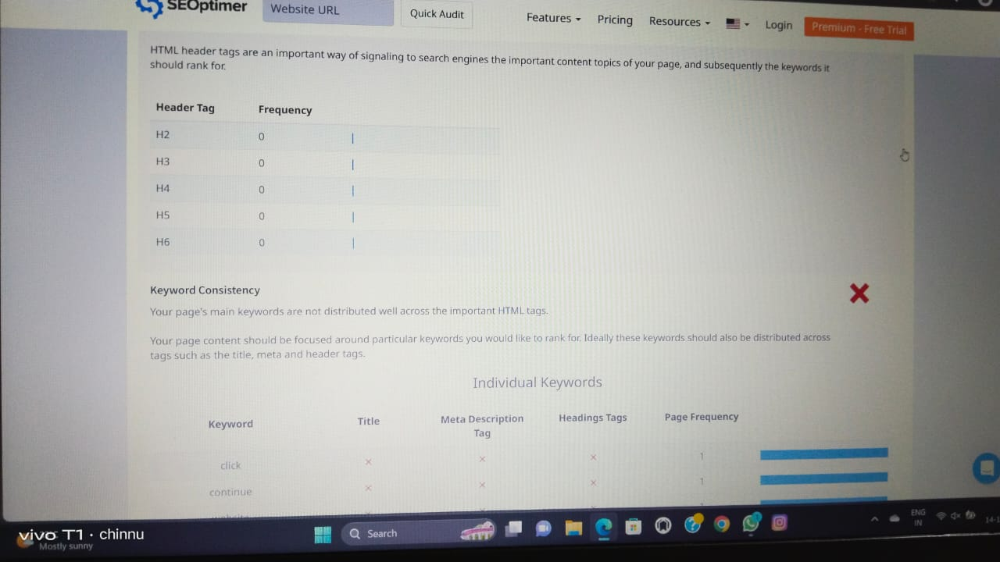 SEOptimer
Website URL
Quick Audit
Features
Pricing
Resources
Login
Premium - Free Trial
HTML header tags are an important way of signaling to search engines the important content topics of your page, and subsequently the keywords it
should rank for.
Header Tag Frequency
H2 0
H3 0
H4 0
H5 0
H6 0
Keyword Consistency
Your page's main keywords are not distributed well across the important HTML tags.
Your page content should be focused around particular keywords you would like to rank for. Ideally these keywords should also be distributed across
tags such as the title, meta and header tags.
Individual Keywords
Keyword Title Meta Description Headings Tags Page Frequency
Tag
click × × × 1
continue × × × 1
vivo T1 · chinnu
Mostly sunny
Search
ENG
IN